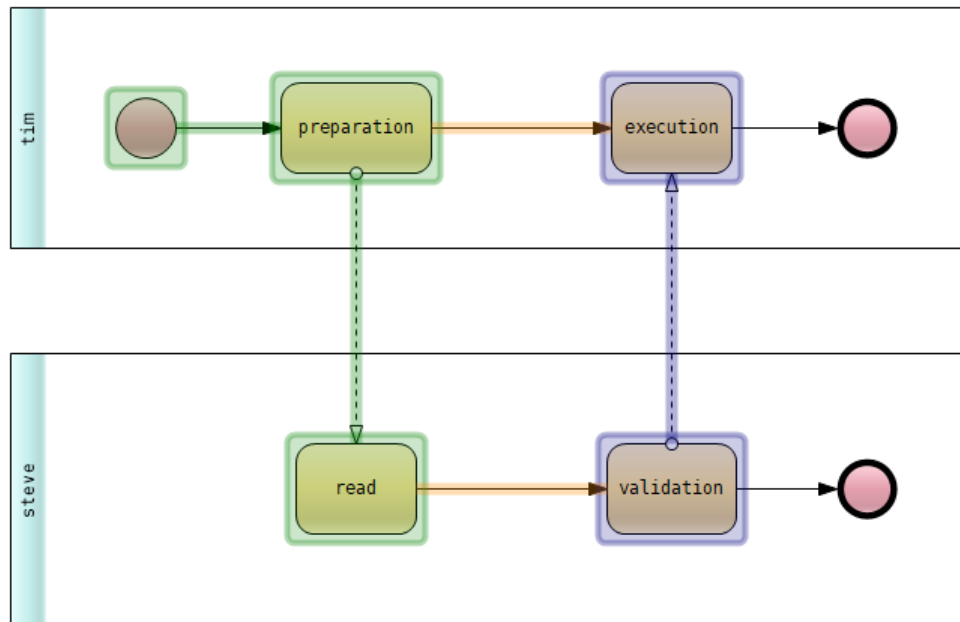 tim
preparation
execution
steve
read
validation